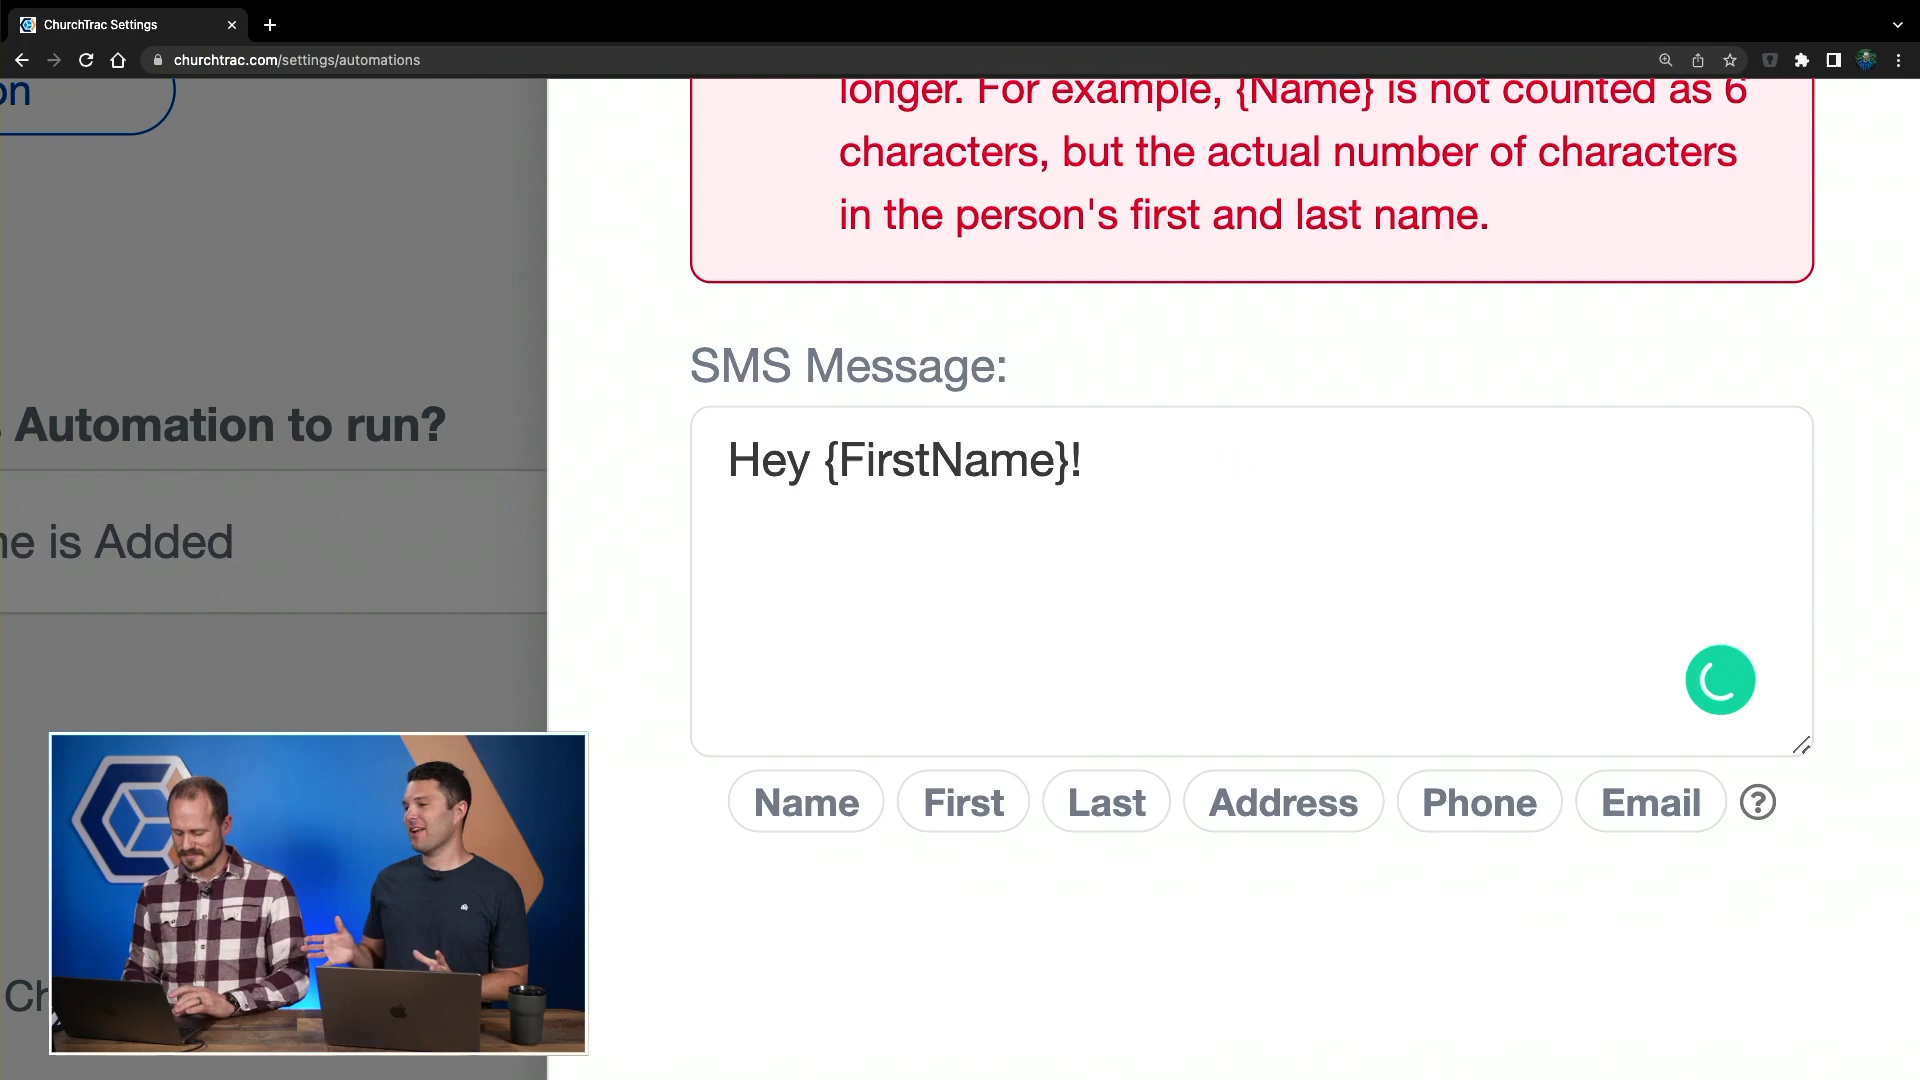 ChurchTrac Settings
churchtrac.com/settings/automations
on
longer. For example, {Name} is not counted as 6
characters, but the actual number of characters
in the person's first and last name.
SMS Message:
Automation to run?
Hey {FirstName}!
is Added
Name First Last Address Phone Email